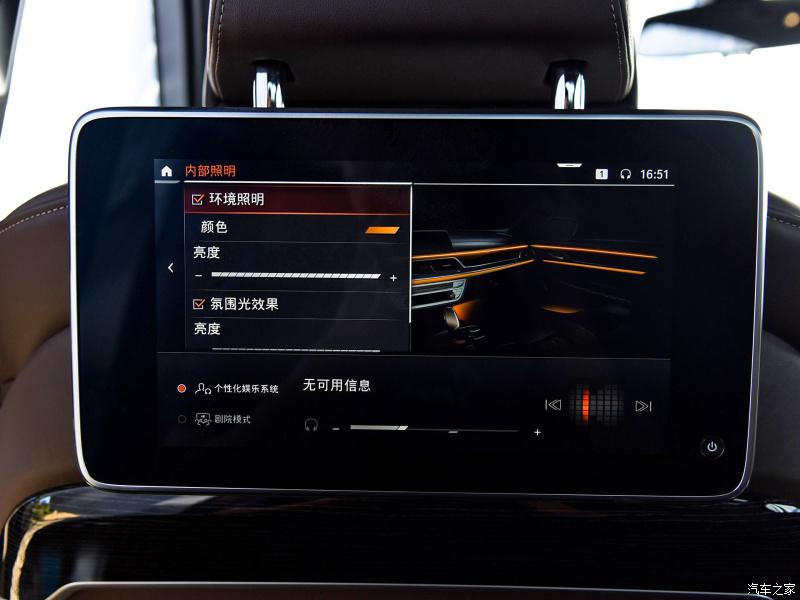 内部照明
1 16:51
环境照明
颜色
亮度
− +
氛围光效果
亮度
个性化娱乐系统
无可用信息
剧院模式
− +
汽车之家